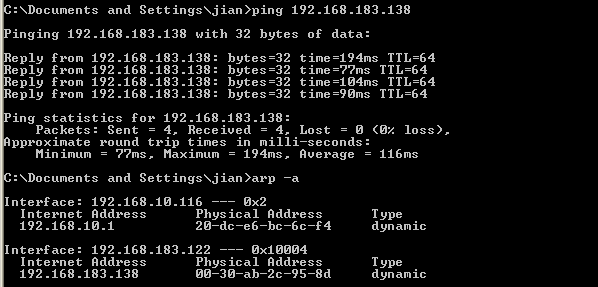 C:\Documents and Settings\jian>ping 192.168.183.138
Pinging 192.168.183.138 with 32 bytes of data:
Reply from 192.168.183.138: bytes=32 time=194ms TTL=64
Reply from 192.168.183.138: bytes=32 time=77ms TTL=64
Reply from 192.168.183.138: bytes=32 time=104ms TTL=64
Reply from 192.168.183.138: bytes=32 time=90ms TTL=64
Ping statistics for 192.168.183.138:
    Packets: Sent = 4, Received = 4, Lost = 0 (0% loss),
Approximate round trip times in milli-seconds:
    Minimum = 77ms, Maximum = 194ms, Average = 116ms
C:\Documents and Settings\jian>arp -a
Interface: 192.168.10.116 --- 0x2
  Internet Address      Physical Address      Type
  192.168.10.1          20-dc-e6-bc-6c-f4     dynamic
Interface: 192.168.183.122 --- 0x10004
  Internet Address      Physical Address      Type
  192.168.183.138       00-30-ab-2c-95-8d     dynamic